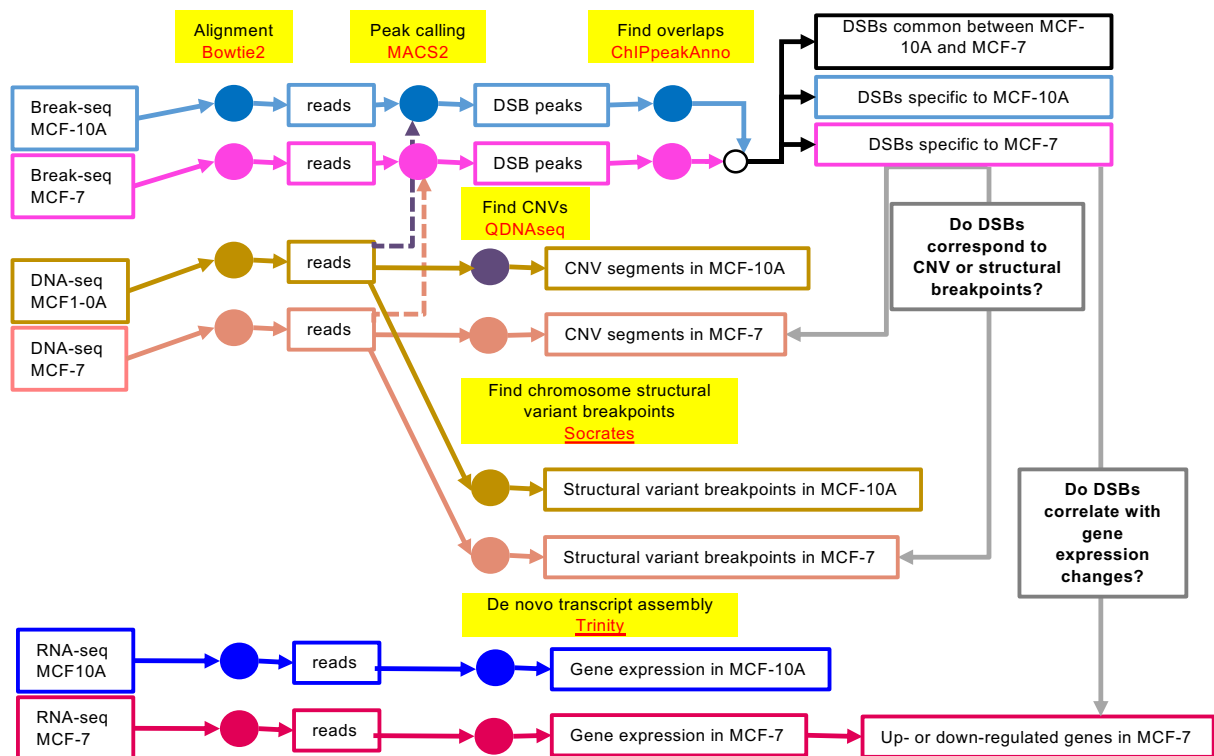 Alignment
Bowtie2
Peak calling
MACS2
Find overlaps
ChIPpeakAnno
DSBs common between MCF-
10A and MCF-7
Break-seq
MCF-10A
reads
DSB peaks
DSBs specific to MCF-10A
Break-seq
MCF-7
reads
DSB peaks
DSBs specific to MCF-7
Find CNVs
QDNAseq
Do DSBs
correspond to
CNV or structural
breakpoints?
DNA-seq
MCF1-0A
reads
CNV segments in MCF-10A
DNA-seq
MCF-7
reads
CNV segments in MCF-7
Find chromosome structural
variant breakpoints
Socrates
Structural variant breakpoints in MCF-10A
Do DSBs
correlate with
gene
expression
changes?
Structural variant breakpoints in MCF-7
De novo transcript assembly
Trinity
RNA-seq
MCF10A
reads
Gene expression in MCF-10A
RNA-seq
MCF-7
reads
Gene expression in MCF-7
Up- or down-regulated genes in MCF-7